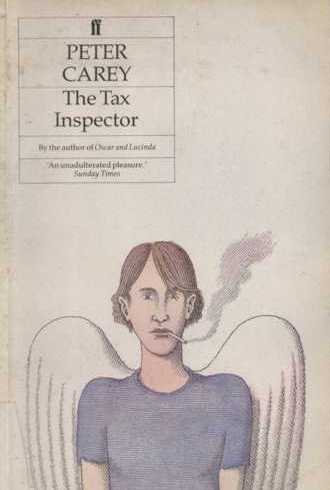 ff
PETER
CAREY
The Tax
Inspector
By the author of Oscar and Lucinda
'An unadulterated pleasure.'
Sunday Times